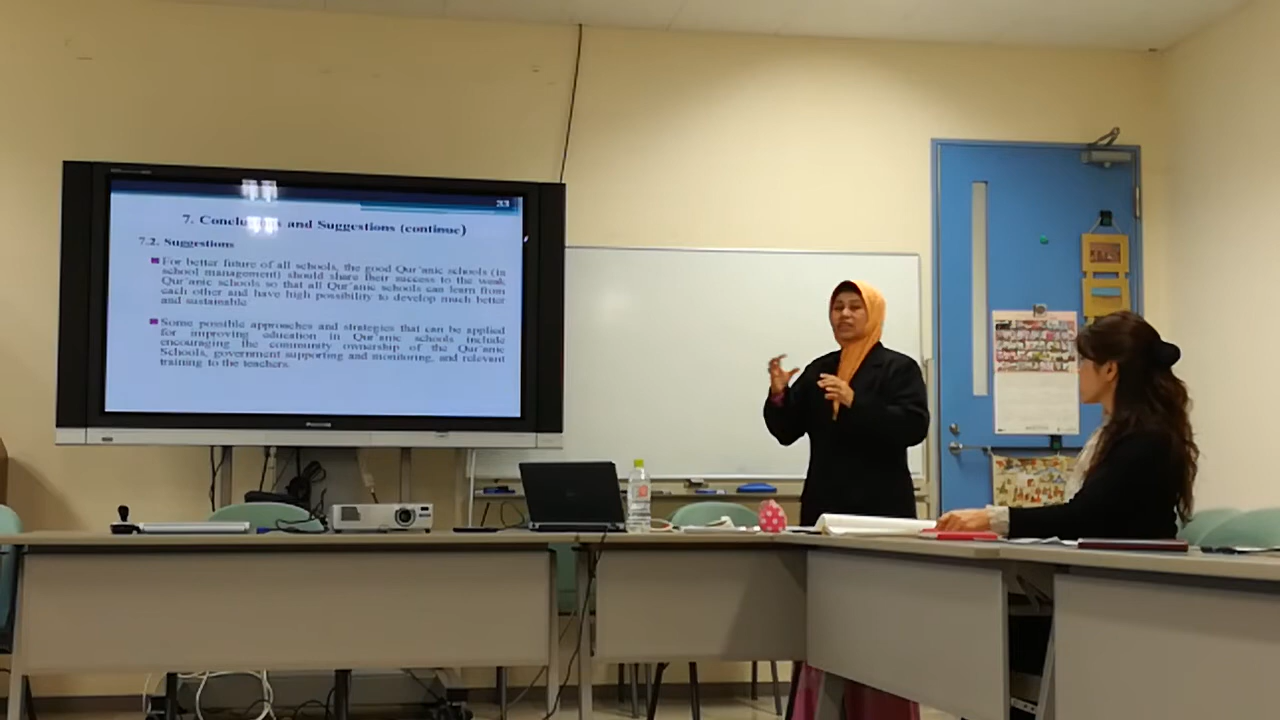 33
7. Conclusions and Suggestions (continue)
7.2. Suggestions
For better future of all schools, the good Qur'anic schools (in
school management) should share their success to the weak
Qur'anic schools so that all Qur'anic schools can learn from
each other and have high possibility to develop much better
and sustainable.
Some possible approaches and strategies that can be applied
for improving education in Qur'anic schools include
encouraging the community ownership of the Qur'anic
Schools, government supporting and monitoring, and relevant
training to the teachers.
Panasonic